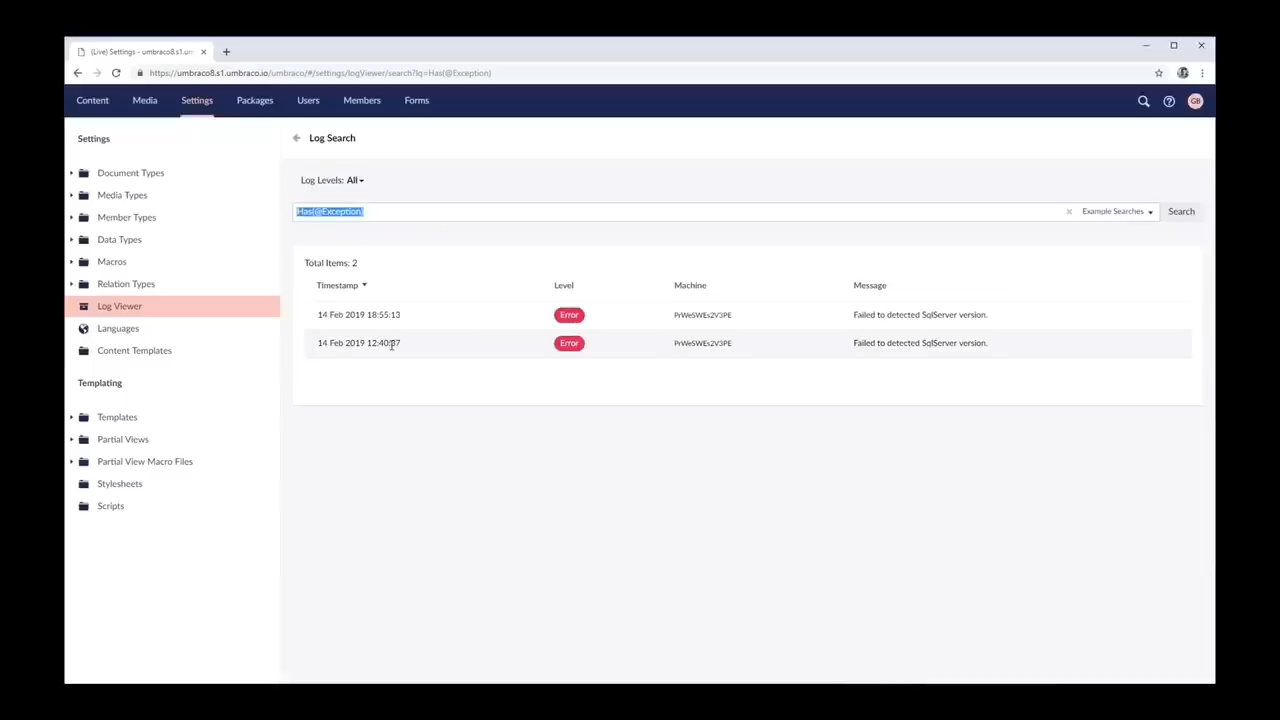 (Live) Settings - umbraco8.s1.um
https://umbraco8.s1.umbraco.io/umbraco/#/settings/logViewer/search?lq=Has(@Exception)
Content Media Settings Packages Users Members Forms
GB
Settings
Document Types
Media Types
Member Types
Data Types
Macros
Relation Types
Log Viewer
Languages
Content Templates
Templating
Templates
Partial Views
Partial View Macro Files
Stylesheets
Scripts
Log Search
Log Levels: All
Has(@Exception)
Example Searches
Search
Total Items: 2
Timestamp Level Machine Message
14 Feb 2019 18:55:13 Error PrWeSWEs2V3PE Failed to detected SqlServer version.
14 Feb 2019 12:40:37 Error PrWeSWEs2V3PE Failed to detected SqlServer version.